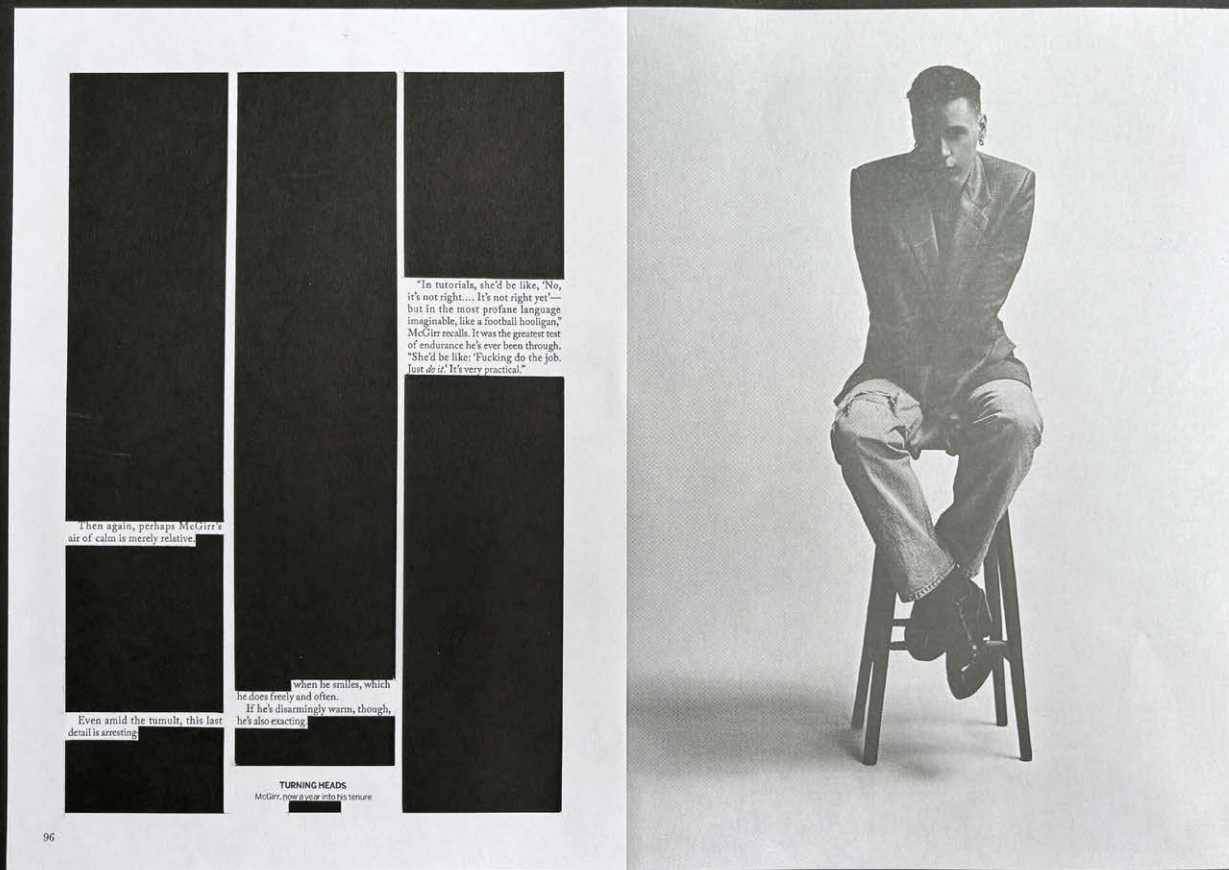 Then again, perhaps McGirr's
air of calm is merely relative.
Even amid the tumult, this last
detail is arresting
when he smiles, which
he does freely and often.
If he's disarmingly warm, though,
he's also exacting
TURNING HEADS
McGirr, now a year into his tenure
"In tutorials, she'd be like, 'No,
it's not right.... It's not right yet'—
but in the most profane language
imaginable, like a football hooligan,"
McGirr recalls. It was the greatest test
of endurance he's ever been through.
"She'd be like: 'Fucking do the job.
Just do it.' It's very practical."
96